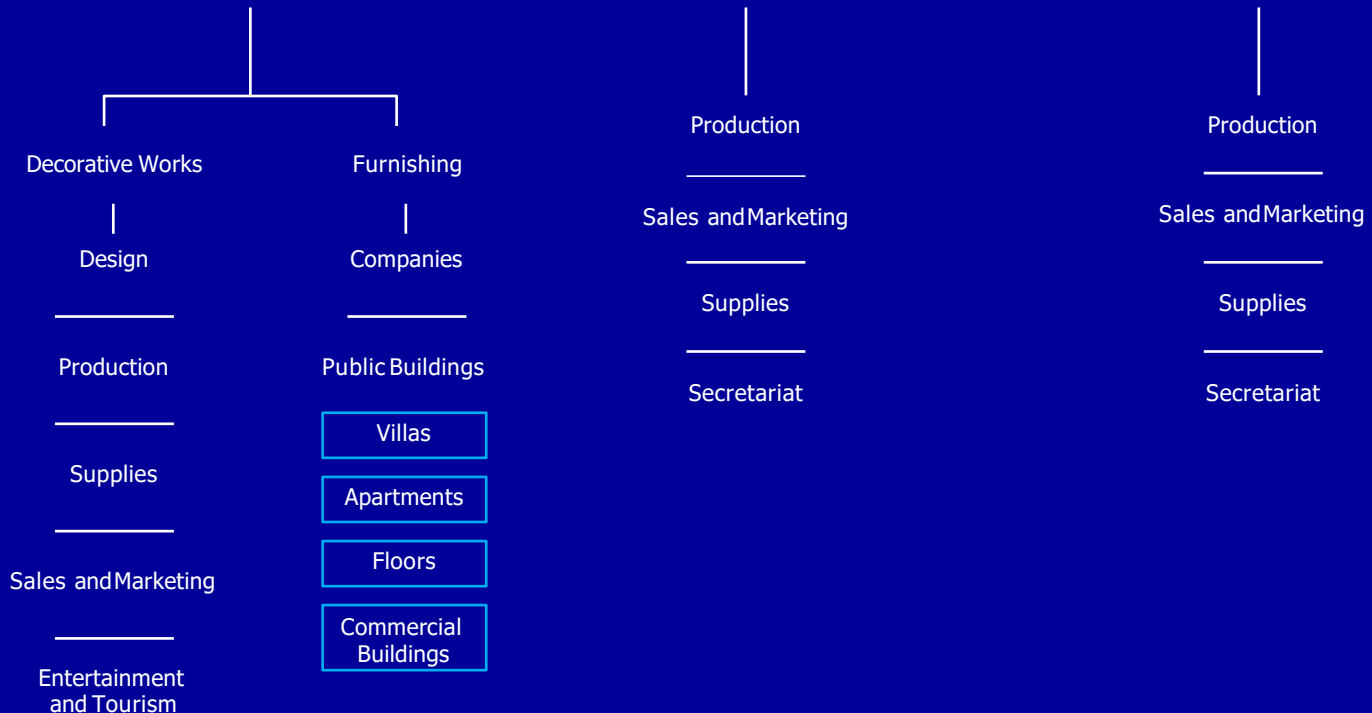 Decorative Works
Design
Production
Supplies
Sales and Marketing
Entertainment
and Tourism
Furnishing
Companies
Public Buildings
Villas
Apartments
Floors
Commercial
Buildings
Production
Sales and Marketing
Supplies
Secretariat
Production
Sales and Marketing
Supplies
Secretariat